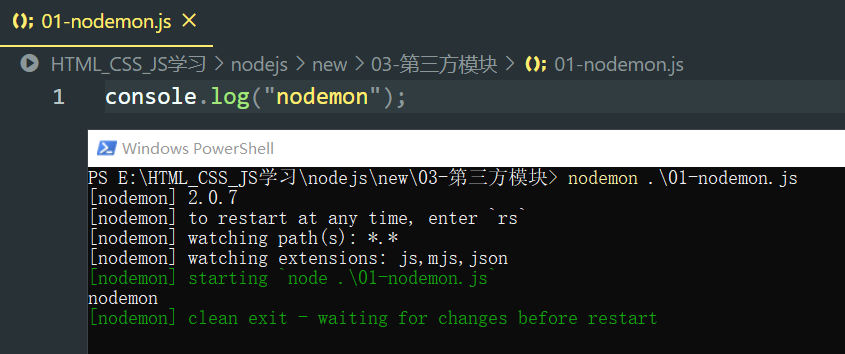 01-nodemon.js
HTML_CSS_JS学习 > nodejs > new > 03-第三方模块 > 01-nodemon.js
1 console.log("nodemon");
Windows PowerShell
PS E:\HTML_CSS_JS学习\nodejs\new\03-第三方模块> nodemon .\01-nodemon.js
[nodemon] 2.0.7
[nodemon] to restart at any time, enter `rs`
[nodemon] watching path(s): *.*
[nodemon] watching extensions: js,mjs,json
[nodemon] starting `node .\01-nodemon.js`
nodemon
[nodemon] clean exit - waiting for changes before restart